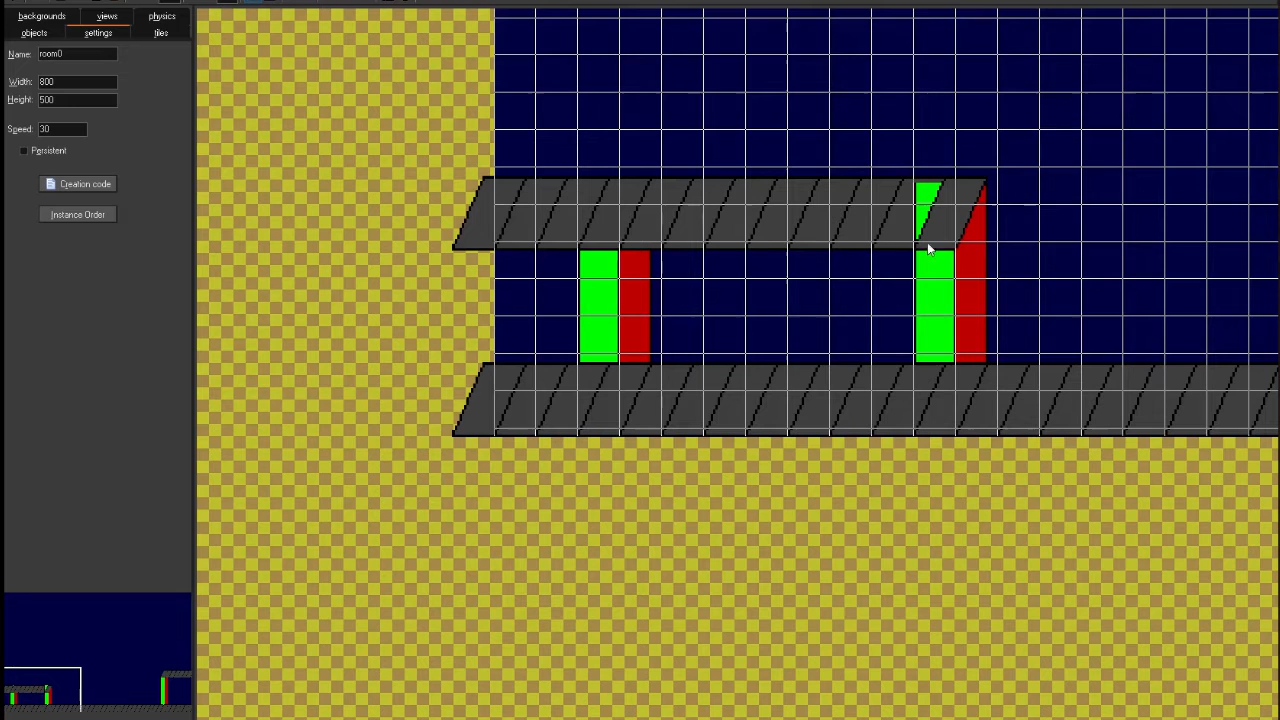 backgrounds views physics
objects settings tiles
Name: room0
Width: 800
Height: 500
Speed: 30
Persistent
Creation code
Instance Order